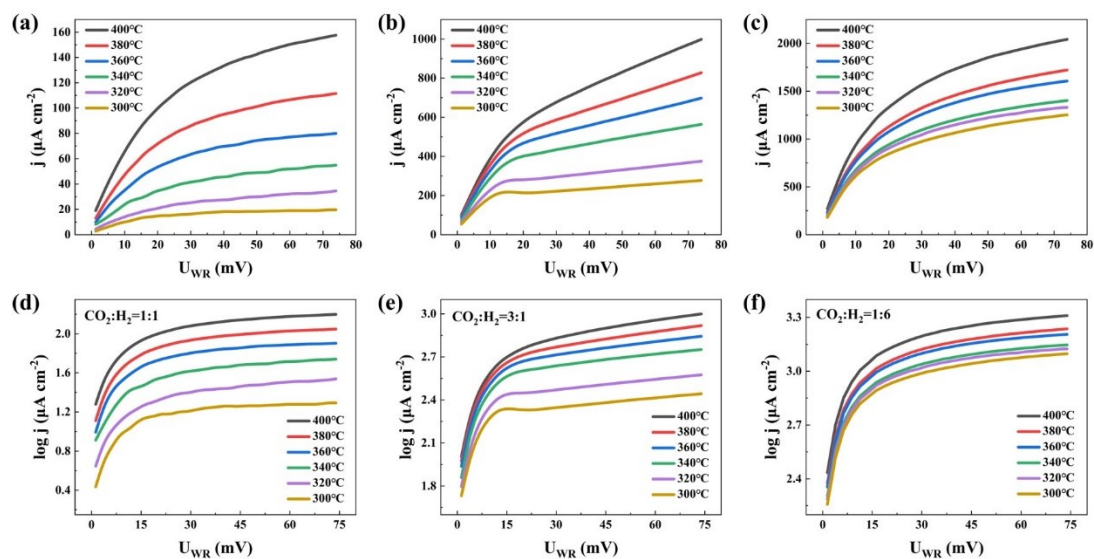 (a)
400℃
380℃
360℃
340℃
320℃
300℃
160
140
120
100
80
60
40
20
0
j (μA cm⁻²)
0 10 20 30 40 50 60 70 80
U_WR (mV)
(b)
400℃
380℃
360℃
340℃
320℃
300℃
1000
800
600
400
200
0
j (μA cm⁻²)
0 10 20 30 40 50 60 70 80
U_WR (mV)
(c)
400℃
380℃
360℃
340℃
320℃
300℃
2000
1500
1000
500
0
j (μA cm⁻²)
0 10 20 30 40 50 60 70 80
U_WR (mV)
(d)
CO₂:H₂=1:1
2.0
1.6
1.2
0.8
0.4
log j (μA cm⁻²)
400℃
380℃
360℃
340℃
320℃
300℃
0 15 30 45 60 75
U_WR (mV)
(e)
CO₂:H₂=3:1
3.0
2.7
2.4
2.1
1.8
log j (μA cm⁻²)
400℃
380℃
360℃
340℃
320℃
300℃
0 15 30 45 60 75
U_WR (mV)
(f)
CO₂:H₂=1:6
3.3
3.0
2.7
2.4
log j (μA cm⁻²)
400℃
380℃
360℃
340℃
320℃
300℃
0 15 30 45 60 75
U_WR (mV)